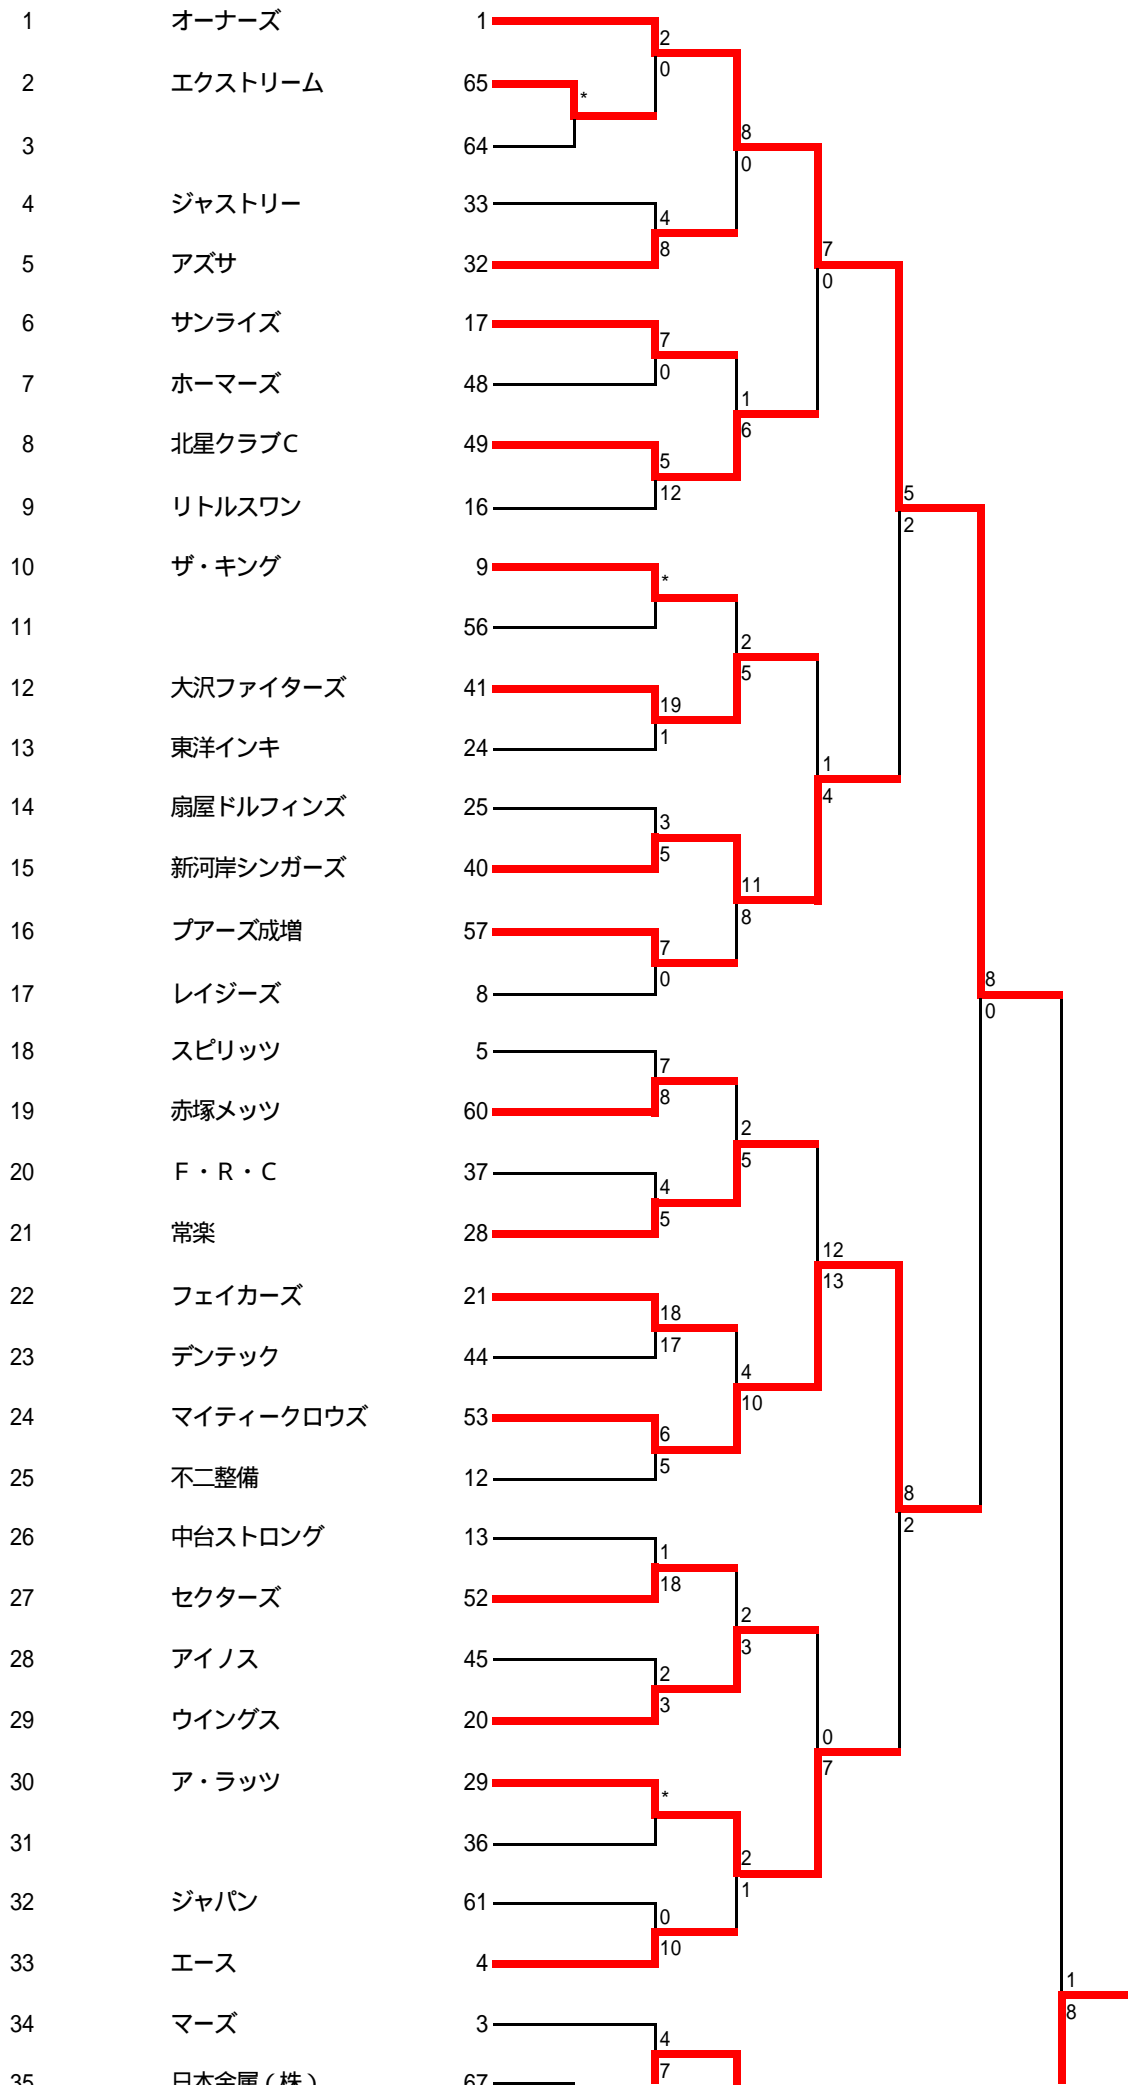 1 オーナーズ 1
2
0
2 エクストリーム 65
*
8
3 64
0
4 ジャストリー 33
4
8
7
5 アズサ 32
0
6 サンライズ 17
7
0
7 ホーマーズ 48
1
6
8 北星クラブC 49
5
12
5
9 リトルスワン 16
2
10 ザ・キング 9
*
11 56
2
5
12 大沢ファイターズ 41
19
1
13 東洋インキ 24
1
4
14 扇屋ドルフィンズ 25
3
5
15 新河岸シンガーズ 40
11
8
16 プアーズ成増 57
7
0
8
17 レイジーズ 8
0
18 スピリッツ 5
7
8
19 赤塚メッツ 60
2
5
20 F・R・C 37
4
5
21 常楽 28
12
13
22 フェイカーズ 21
18
17
23 デンテック 44
4
10
24 マイティークロウズ 53
6
5
25 不二整備 12
8
2
26 中台ストロング 13
1
18
27 セクターズ 52
2
3
28 アイノス 45
2
3
29 ウイングス 20
0
7
30 ア・ラッツ 29
*
31 36
2
1
32 ジャパン 61
0
10
33 エース 4
1
8
34 マーズ 3
4
7
35 日本金属(株) 67